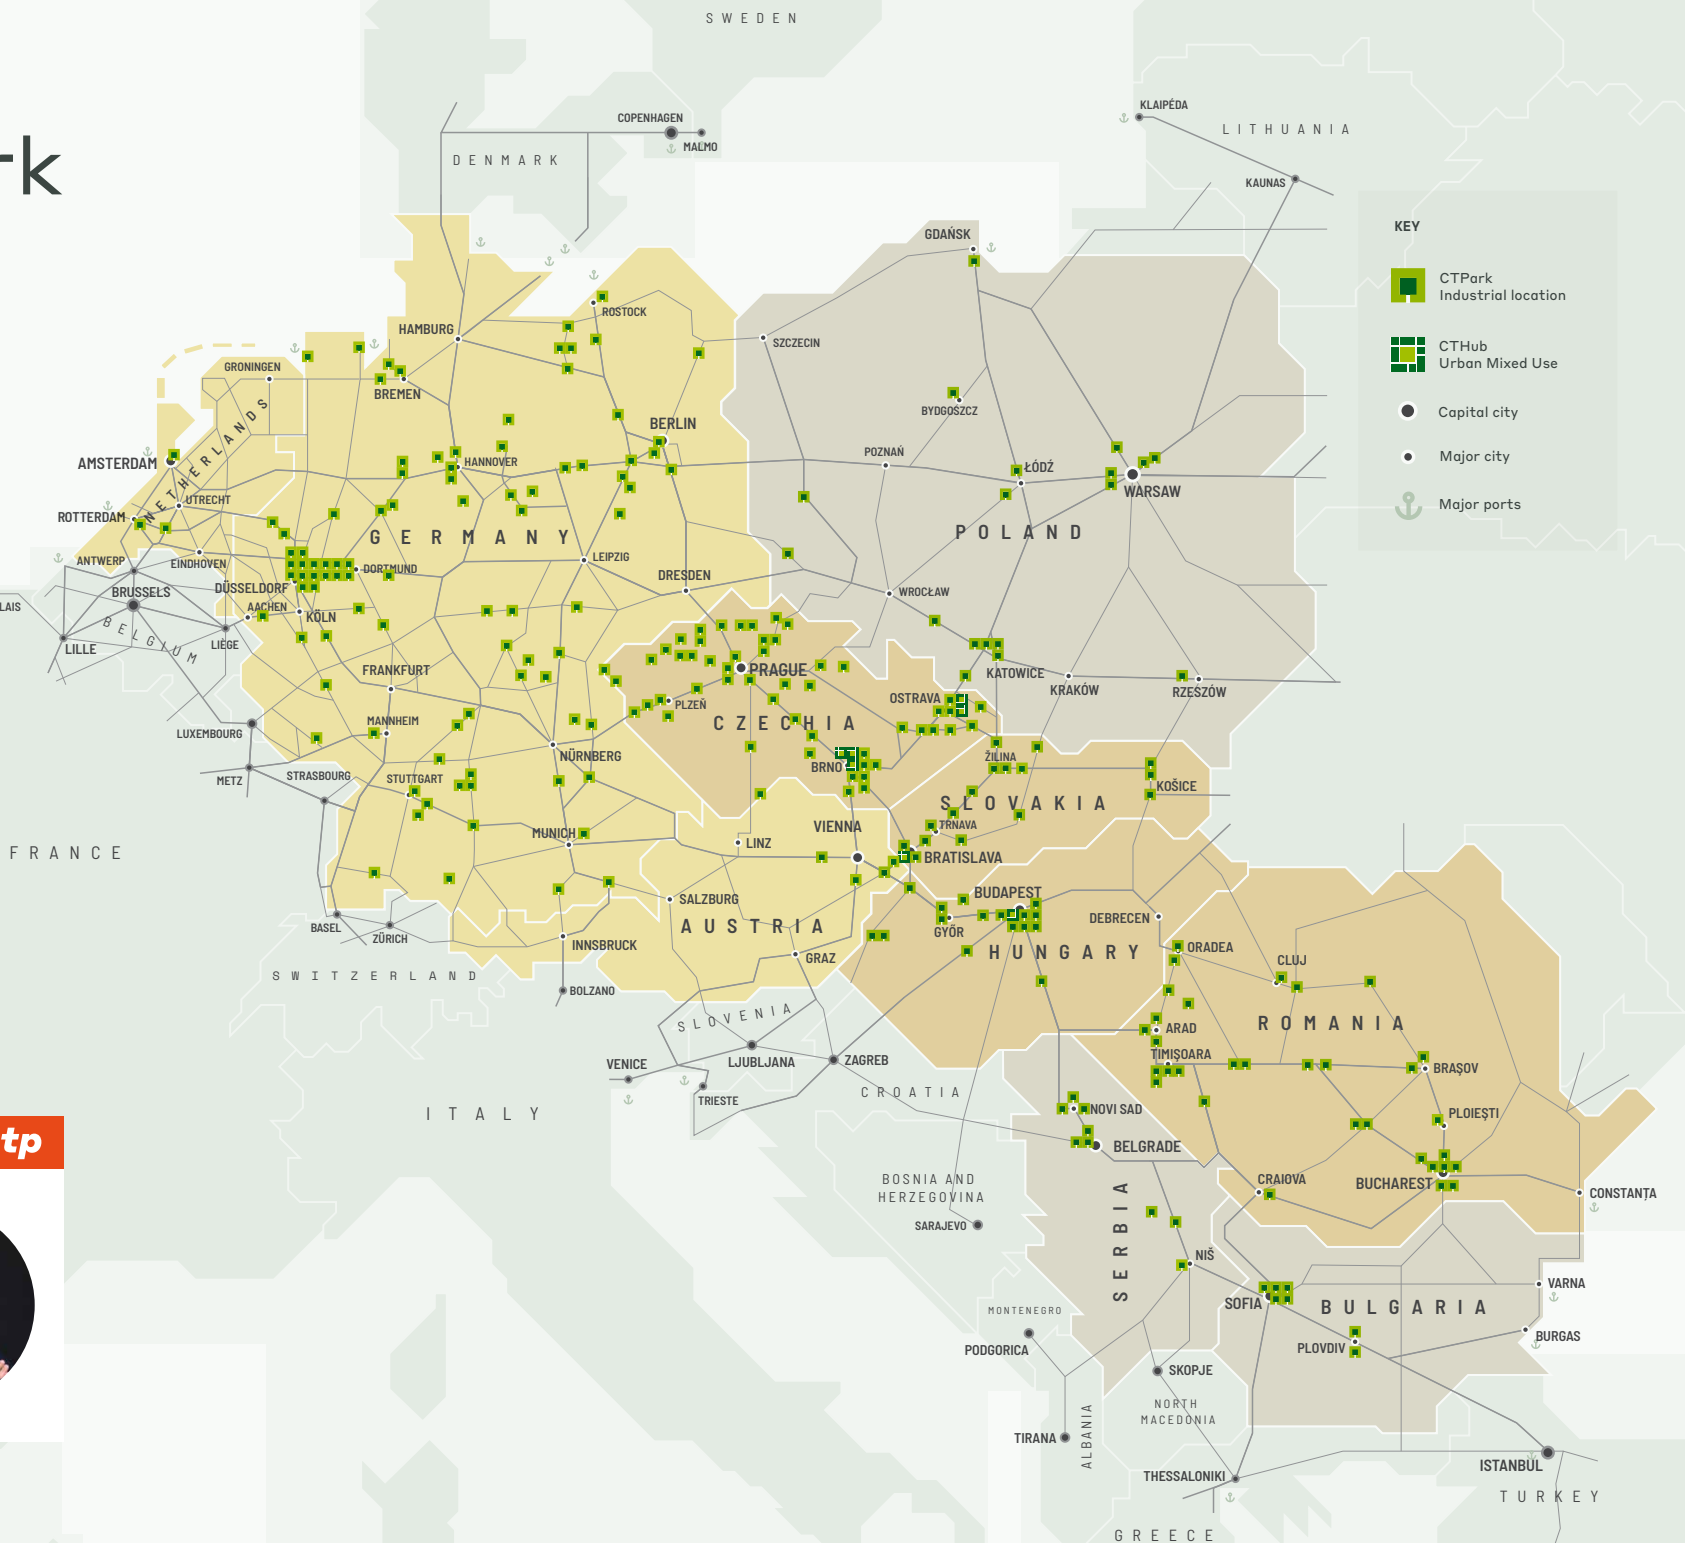 SWEDEN
KLAIPĖDA
LITHUANIA
COPENHAGEN
MALMO
DENMARK
KAUNAS
rk
KEY
CTPark
Industrial location
CTHub
Urban Mixed Use
Capital city
Major city
Major ports
GDAŃSK
ROSTOCK
HAMBURG
SZCZECIN
GRONINGEN
BREMEN
BYDGOSZCZ
BERLIN
NETHERLANDS
AMSTERDAM
HANNOVER
POZNAŃ
ŁÓDŹ
WARSAW
UTRECHT
ROTTERDAM
GERMANY
POLAND
ANTWERP
EINDHOVEN
LEIPZIG
DORTMUND
DRESDEN
BRUSSELS
DÜSSELDORF
WROCŁAW
LAIS
AACHEN
KÖLN
BELGIUM
LILLE
LIÈGE
FRANKFURT
PRAGUE
KATOWICE
KRAKÓW
RZESZÓW
OSTRAVA
PLZEŇ
MANNHEIM
CZECHIA
LUXEMBOURG
NÜRNBERG
ŽILINA
METZ
STRASBOURG
STUTTGART
BRNO
KOŠICE
SLOVAKIA
VIENNA
TRNAVA
MUNICH
LINZ
FRANCE
BRATISLAVA
SALZBURG
BUDAPEST
DEBRECEN
BASEL
ZÜRICH
AUSTRIA
GYÖR
INNSBRUCK
GRAZ
HUNGARY
ORADEA
CLUJ
SWITZERLAND
BOLZANO
SLOVENIA
ROMANIA
ARAD
VENICE
LJUBLJANA
ZAGREB
TIMIŞOARA
BRAŞOV
CROATIA
TRIESTE
NOVI SAD
PLOIEŞTI
ITALY
tp
BELGRADE
BOSNIA AND
HERZEGOVINA
CRAIOVA
BUCHAREST
CONSTANȚA
SARAJEVO
SERBIA
NIŠ
VARNA
SOFIA
BULGARIA
MONTENEGRO
PODGORICA
PLOVDIV
BURGAS
SKOPJE
NORTH
MACEDONIA
TIRANA
ALBANIA
ISTANBUL
THESSALONIKI
TURKEY
GREECE